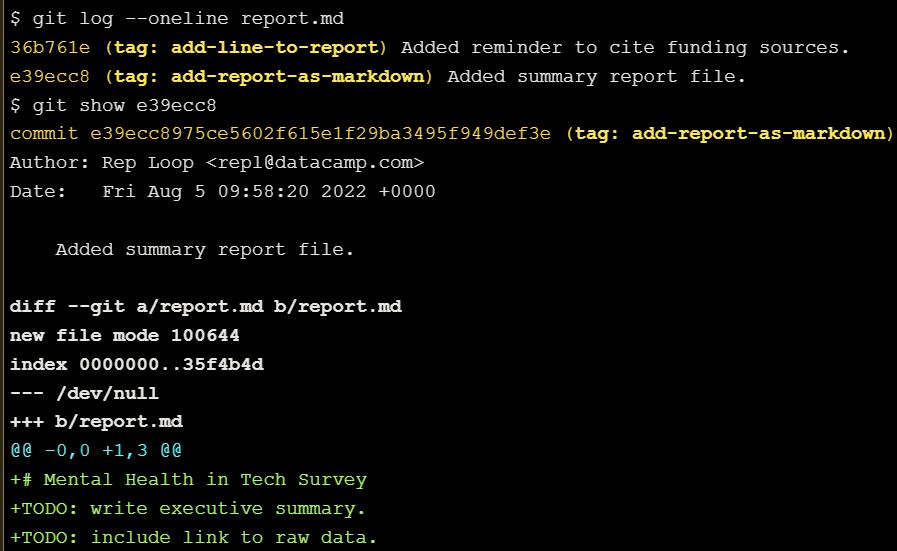 $ git log --oneline report.md
36b761e (tag: add-line-to-report) Added reminder to cite funding sources.
e39ecc8 (tag: add-report-as-markdown) Added summary report file.
$ git show e39ecc8
commit e39ecc8975ce5602f615e1f29ba3495f949def3e (tag: add-report-as-markdown)
Author: Rep Loop <repl@datacamp.com>
Date:   Fri Aug 5 09:58:20 2022 +0000
    Added summary report file.
diff --git a/report.md b/report.md
new file mode 100644
index 0000000..35f4b4d
--- /dev/null
+++ b/report.md
@@ -0,0 +1,3 @@
+# Mental Health in Tech Survey
+TODO: write executive summary.
+TODO: include link to raw data.